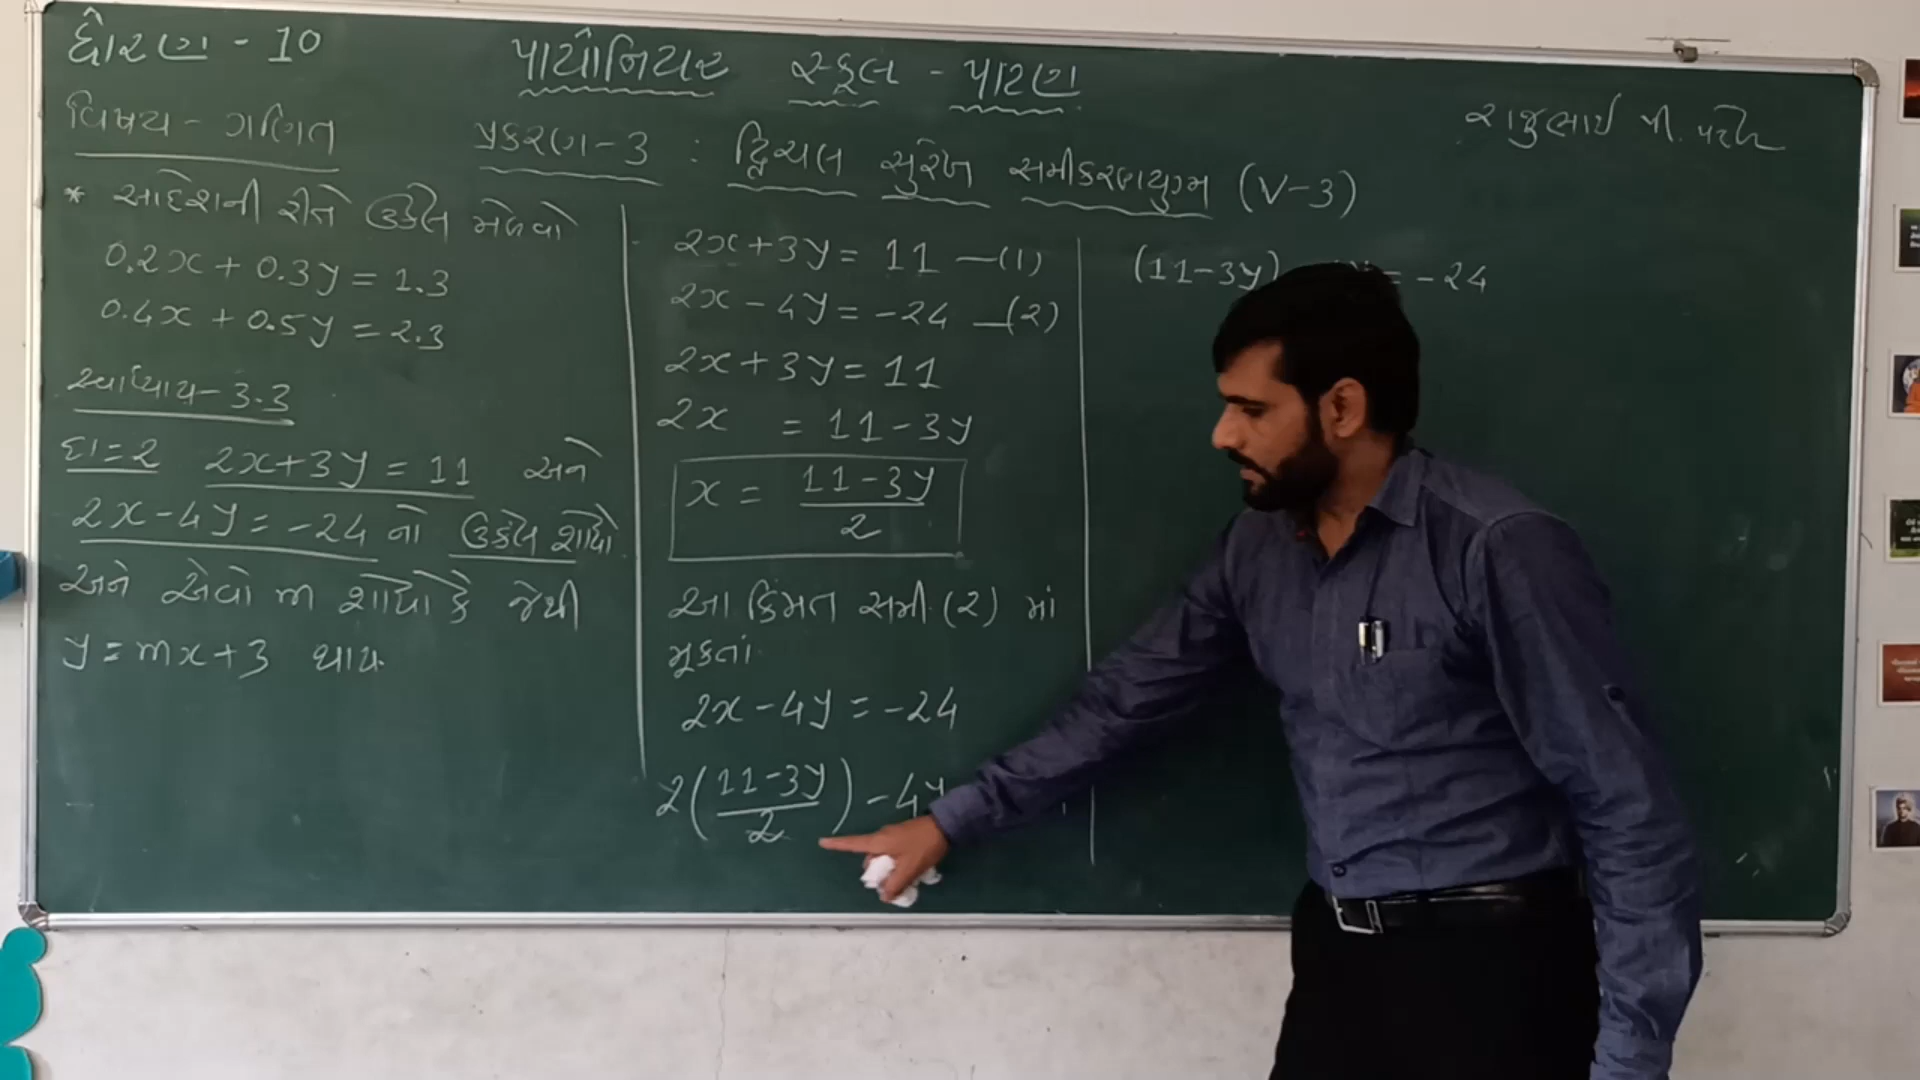 ધોરણ - 10
પાયોનિયર સ્કૂલ - પાટણ
વિષય - ગણિત
પ્રકરણ-3 : દ્વિચલ સુરેખ સમીકરણયુગ્મ (V-3)
રાજુભાઈ પી. પટેલ
* આદેશની રીતે ઉકેલ મેળવો
0.2x + 0.3y = 1.3
0.4x + 0.5y = 2.3
સ્વાધ્યાય - 3.3
દા=2 2x+3y = 11 અને
2x-4y = -24 નો ઉકેલ શોધો
અને એવો m શોધો કે જેથી
y = mx+3 થાય.
2x+3y = 11 —(1)
2x-4y = -24 —(2)
2x+3y = 11
2x = 11-3y
x = 11-3y / 2
આ કિંમત સમી. (2) માં
મૂકતાં
2x-4y = -24
2(11-3y / 2) - 4y
(11-3y) = -24